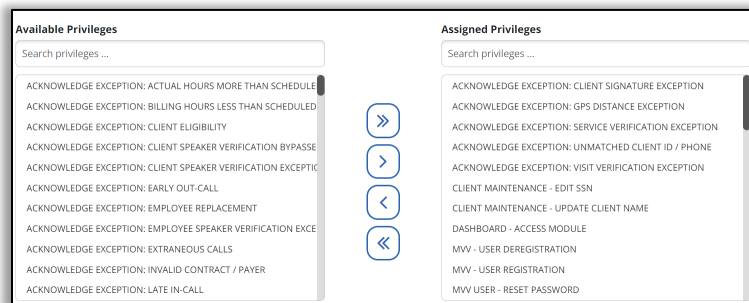 Available Privileges
Search privileges ...
ACKNOWLEDGE EXCEPTION: ACTUAL HOURS MORE THAN SCHEDULE
ACKNOWLEDGE EXCEPTION: BILLING HOURS LESS THAN SCHEDULED
ACKNOWLEDGE EXCEPTION: CLIENT ELIGIBILITY
ACKNOWLEDGE EXCEPTION: CLIENT SPEAKER VERIFICATION BYPASSE
ACKNOWLEDGE EXCEPTION: CLIENT SPEAKER VERIFICATION EXCEPTIO
ACKNOWLEDGE EXCEPTION: EARLY OUT-CALL
ACKNOWLEDGE EXCEPTION: EMPLOYEE REPLACEMENT
ACKNOWLEDGE EXCEPTION: EMPLOYEE SPEAKER VERIFICATION EXCE
ACKNOWLEDGE EXCEPTION: EXTRANEOUS CALLS
ACKNOWLEDGE EXCEPTION: INVALID CONTRACT / PAYER
ACKNOWLEDGE EXCEPTION: LATE IN-CALL
Assigned Privileges
Search privileges ...
ACKNOWLEDGE EXCEPTION: CLIENT SIGNATURE EXCEPTION
ACKNOWLEDGE EXCEPTION: GPS DISTANCE EXCEPTION
ACKNOWLEDGE EXCEPTION: SERVICE VERIFICATION EXCEPTION
ACKNOWLEDGE EXCEPTION: UNMATCHED CLIENT ID / PHONE
ACKNOWLEDGE EXCEPTION: VISIT VERIFICATION EXCEPTION
CLIENT MAINTENANCE - EDIT SSN
CLIENT MAINTENANCE - UPDATE CLIENT NAME
DASHBOARD - ACCESS MODULE
MVV - USER DEREGISTRATION
MVV - USER REGISTRATION
MVV USER - RESET PASSWORD